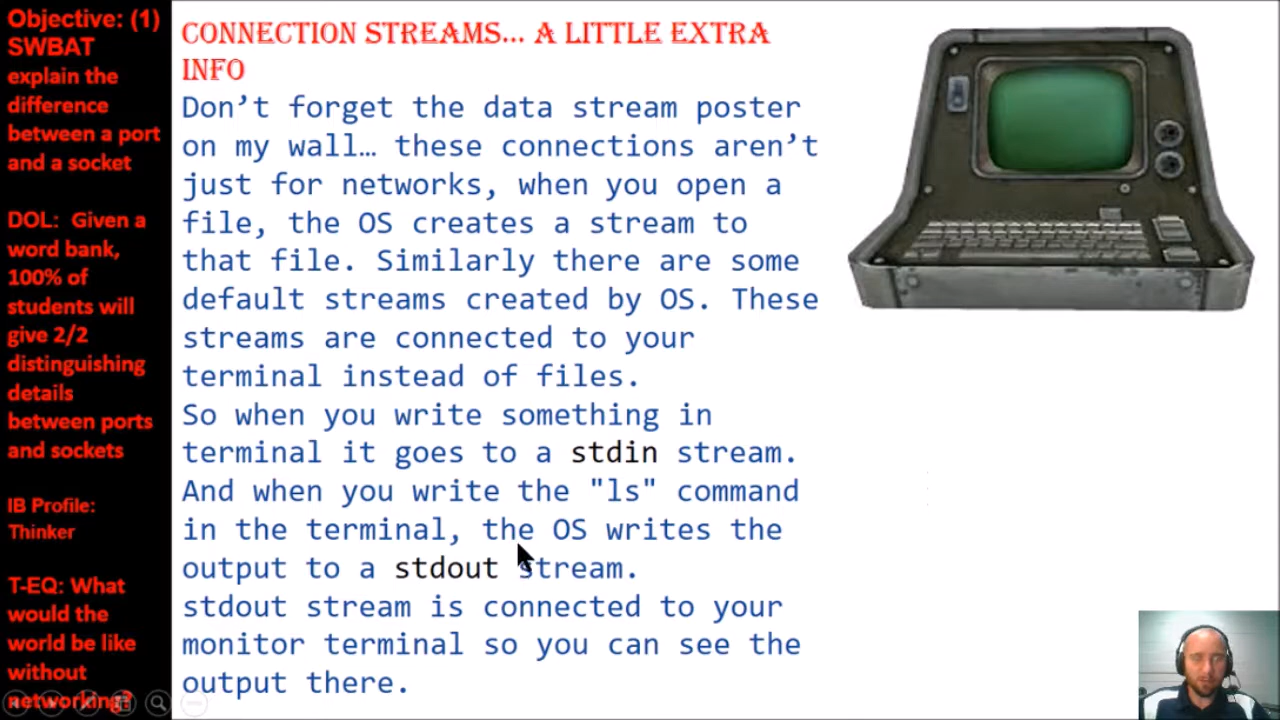 Objective: (1)
SWBAT
explain the
difference
between a port
and a socket
DOL: Given a
word bank,
100% of
students will
give 2/2
distinguishing
details
between ports
and sockets
IB Profile:
Thinker
T-EQ: What
would the
world be like
without
networking?
CONNECTION STREAMS... A LITTLE EXTRA
INFO
Don’t forget the data stream poster
on my wall… these connections aren’t
just for networks, when you open a
file, the OS creates a stream to
that file. Similarly there are some
default streams created by OS. These
streams are connected to your
terminal instead of files.
So when you write something in
terminal it goes to a stdin stream.
And when you write the "ls" command
in the terminal, the OS writes the
output to a stdout stream.
stdout stream is connected to your
monitor terminal so you can see the
output there.